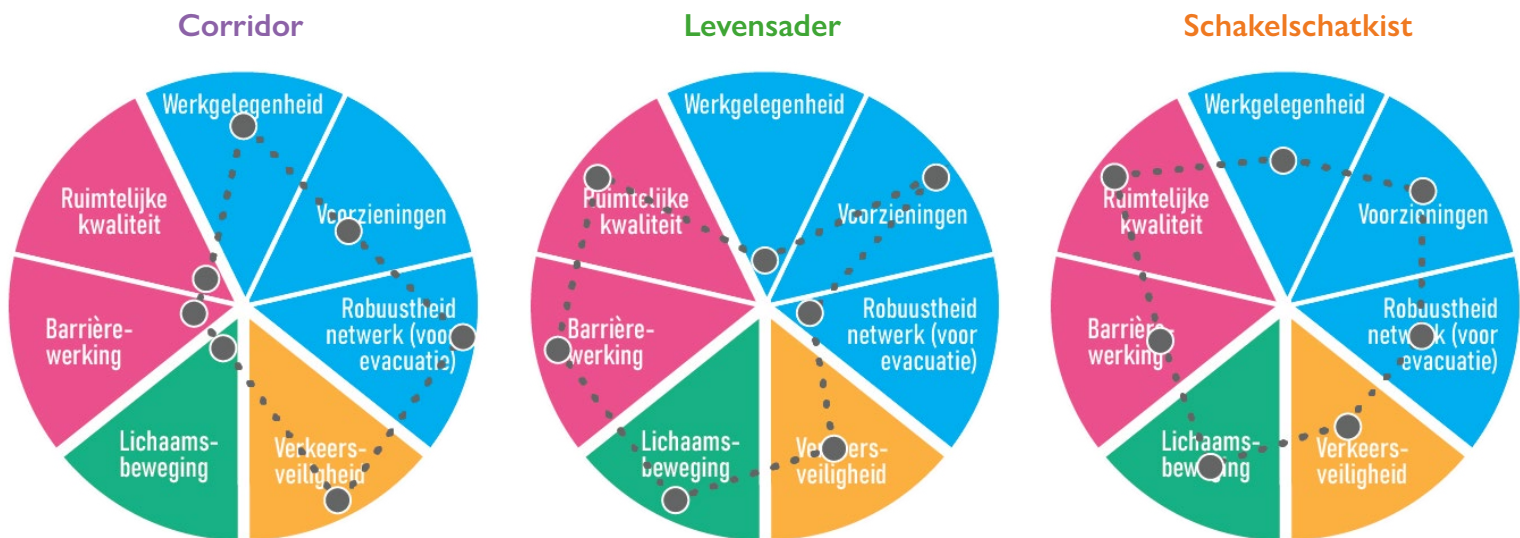 Corridor
Werkgelegenheid
Voorzieningen
Robuustheid
netwerk (voor
evacuatie)
Verkeers-
veiligheid
Lichaams-
beweging
Barrière-
werking
Ruimtelijke
kwaliteit
Levensader
Werkgelegenheid
Voorzieningen
Robuustheid
netwerk (voor
evacuatie)
Verkeers-
veiligheid
Lichaams-
beweging
Barrière-
werking
Ruimtelijke
kwaliteit
Schakelschatkist
Werkgelegenheid
Voorzieningen
Robuustheid
netwerk (voor
evacuatie)
Verkeers-
veiligheid
Lichaams-
beweging
Barrière-
werking
Ruimtelijke
kwaliteit